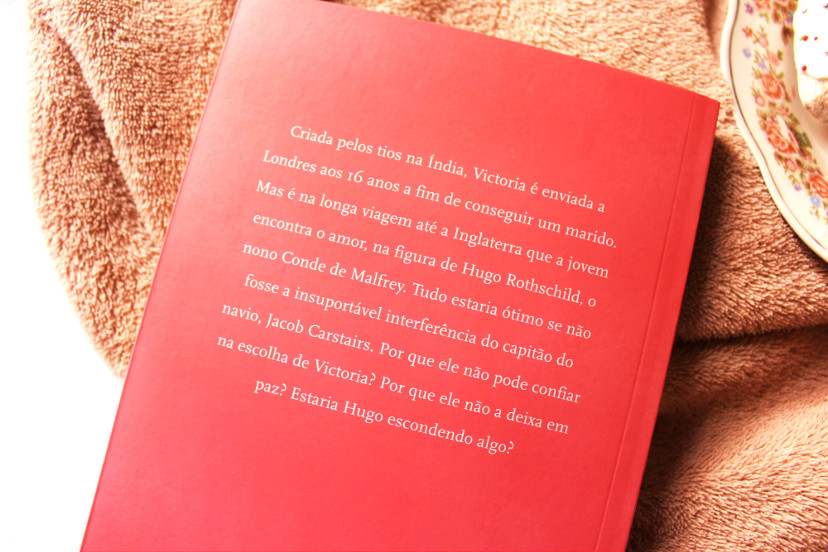 Criada pelos tios na Índia, Victoria é enviada a
Londres aos 16 anos a fim de conseguir um marido.
Mas é na longa viagem até a Inglaterra que a jovem
encontra o amor, na figura de Hugo Rothschild, o
nono Conde de Malfrey. Tudo estaria ótimo se não
fosse a insuportável interferência do capitão do
navio, Jacob Carstairs. Por que ele não pode confiar
na escolha de Victoria? Por que ele não a deixa em
paz? Estaria Hugo escondendo algo?